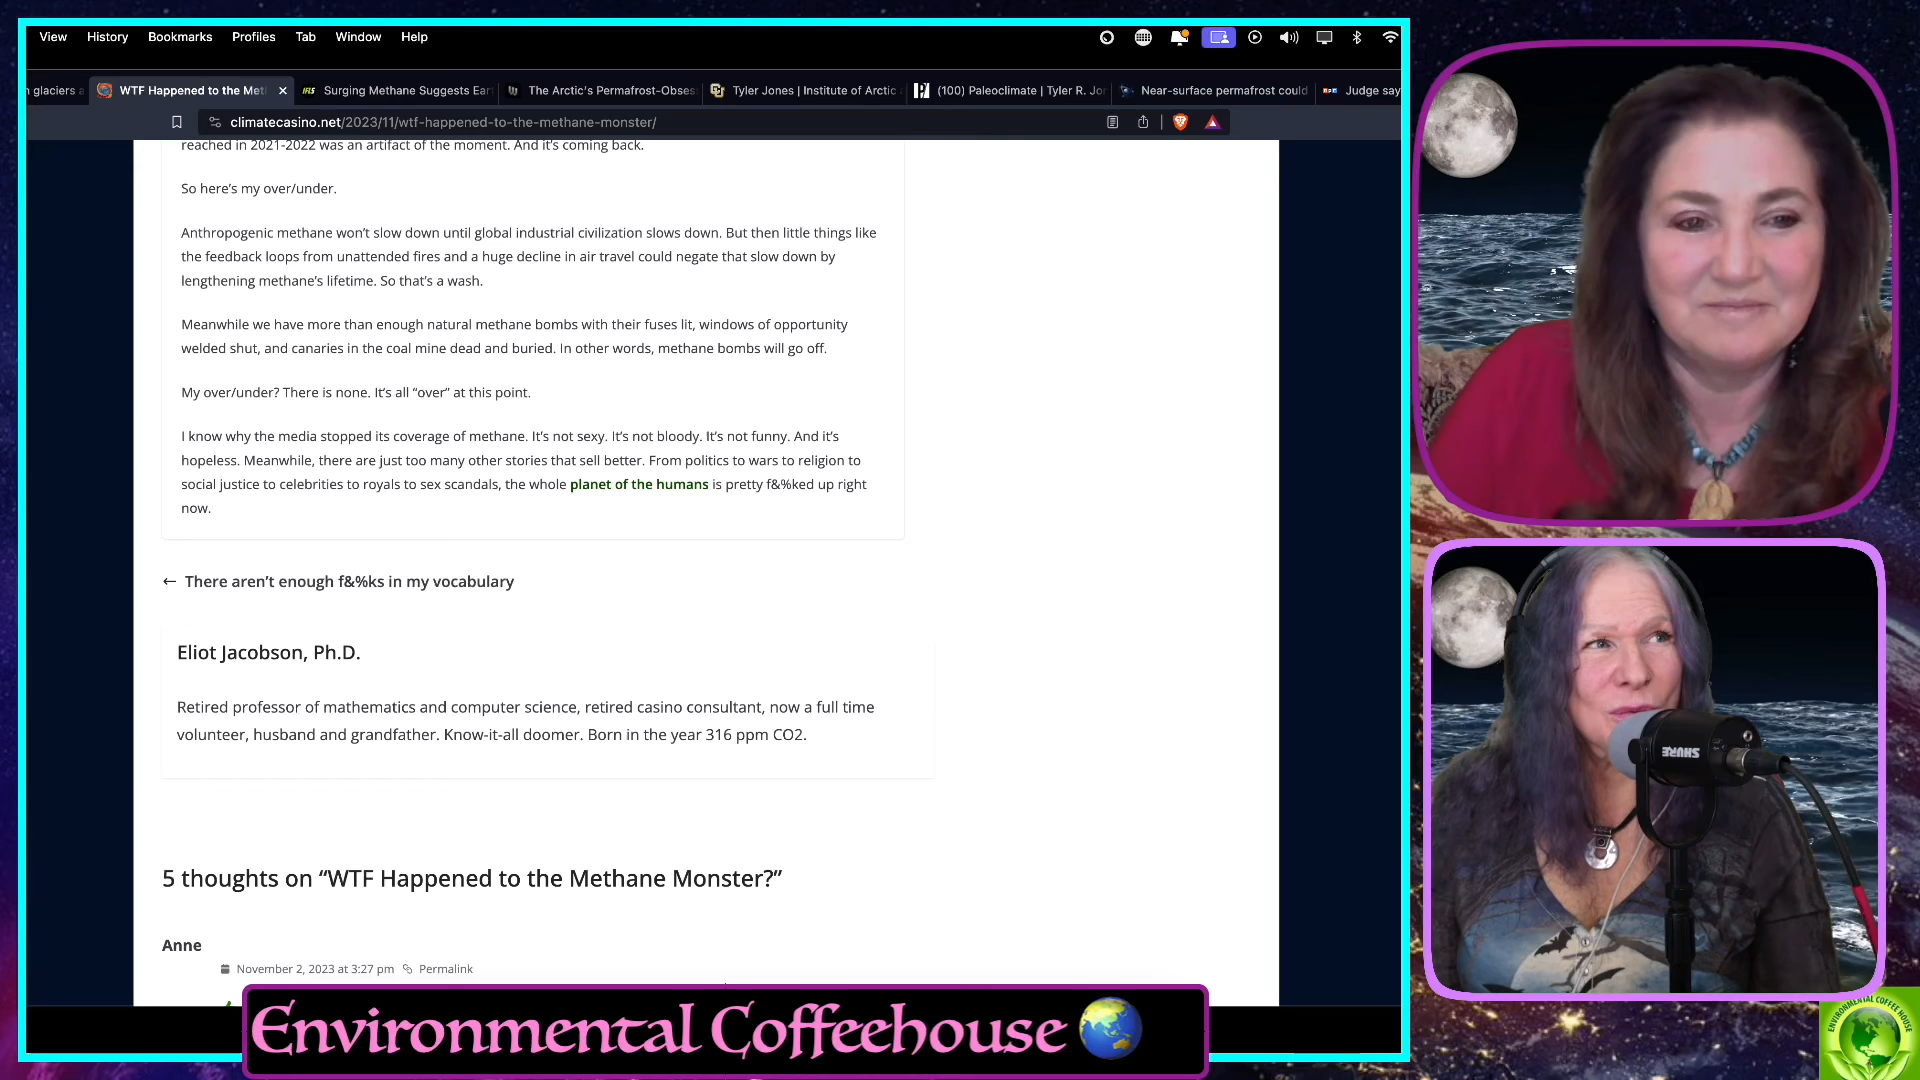 View History Bookmarks Profiles Tab Window Help
glaciers a
WTF Happened to the Met
Surging Methane Suggests Ear
The Arctic's Permafrost-Obses
Tyler Jones | Institute of Arctic
(100) Paleoclimate | Tyler R. Jo
Near-surface permafrost could
Judge say
climatecasino.net/2023/11/wtf-happened-to-the-methane-monster/
reached in 2021-2022 was an artifact of the moment. And it's coming back.
So here's my over/under.
Anthropogenic methane won't slow down until global industrial civilization slows down. But then little things like
the feedback loops from unattended fires and a huge decline in air travel could negate that slow down by
lengthening methane's lifetime. So that's a wash.
Meanwhile we have more than enough natural methane bombs with their fuses lit, windows of opportunity
welded shut, and canaries in the coal mine dead and buried. In other words, methane bombs will go off.
My over/under? There is none. It's all “over” at this point.
I know why the media stopped its coverage of methane. It's not sexy. It's not bloody. It's not funny. And it's
hopeless. Meanwhile, there are just too many other stories that sell better. From politics to wars to religion to
social justice to celebrities to royals to sex scandals, the whole planet of the humans is pretty f&%ked up right
now.
← There aren't enough f&%ks in my vocabulary
Eliot Jacobson, Ph.D.
Retired professor of mathematics and computer science, retired casino consultant, now a full time
volunteer, husband and grandfather. Know-it-all doomer. Born in the year 316 ppm CO2.
5 thoughts on “WTF Happened to the Methane Monster?”
Anne
November 2, 2023 at 3:27 pm Permalink
SHURE
Environmental Coffeehouse
ENVIRONMENTAL COFFEE HOUSE